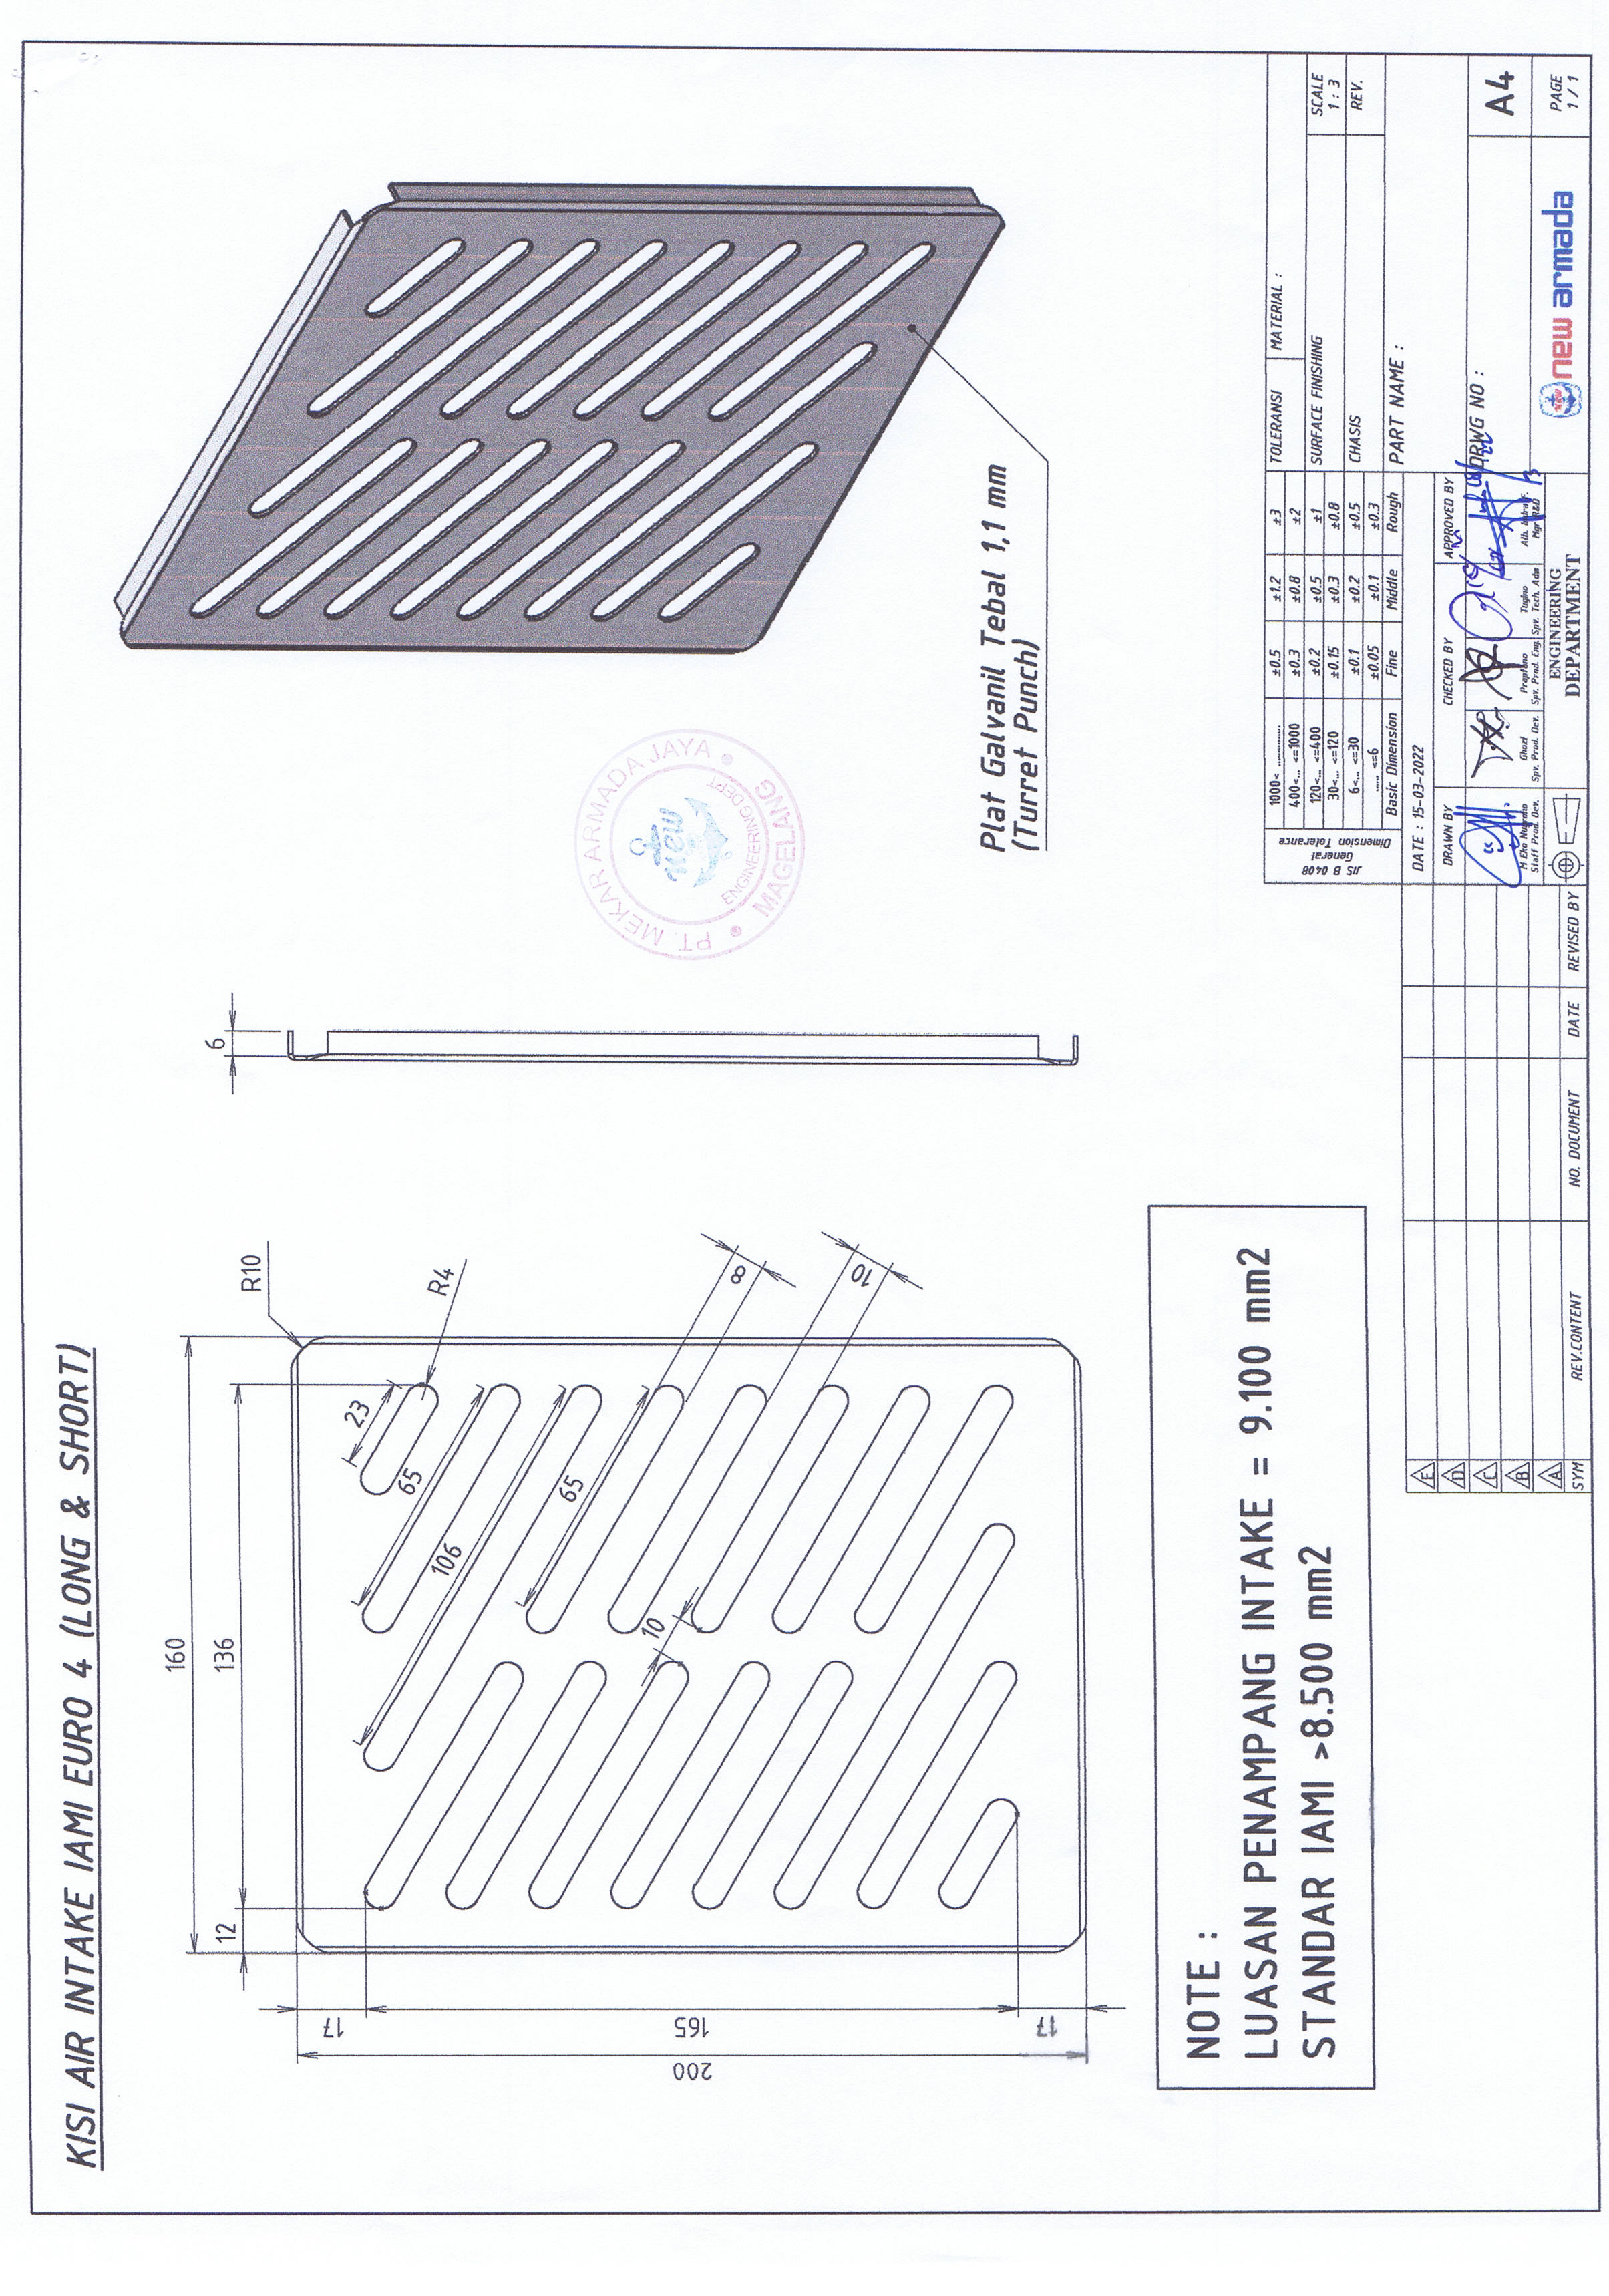 KISI AIR INTAKE IAMI EURO 4 (LONG & SHORT)
160
12
136
R10
17
23
65
106
R4
65
10
200
165
8
10
17
6
PT. MEKAR ARMADA JAYA
new
ENGINEERING DEPT
MAGELANG
Plat Galvanil Tebal 1,1 mm
(Turret Punch)
NOTE :
LUASAN PENAMPANG INTAKE = 9.100 mm2
STANDAR IAMI >8.500 mm2
JIS B 0408
General
Dimension Tolerance
1000< .............. ±0.5 ±1.2 ±3
400<... <=1000 ±0.3 ±0.8 ±2
120<... <=400 ±0.2 ±0.5 ±1
30<... <=120 ±0.15 ±0.3 ±0.8
6<... <=30 ±0.1 ±0.2 ±0.5
...... <=6 ±0.05 ±0.1 ±0.3
Basic Dimension Fine Middle Rough
TOLERANSI MATERIAL :
SURFACE FINISHING
SCALE
1 : 3
CHASIS
REV.
PART NAME :
DATE : 15-03-2022
DRAWN BY CHECKED BY APPROVED BY
M Eko Nugroho
Staff Prod. Dev.
Ghozi
Spv. Prod. Dev.
Praptono
Spv. Prod. Eng.
Tugino
Spv. Tech. Adm
Alb. Indra F.
Mgr R&D
DRWG NO :
A4
ENGINEERING
DEPARTMENT
new armada
PAGE
1 / 1
E
D
C
B
A
SYM REV.CONTENT NO. DOCUMENT DATE REVISED BY